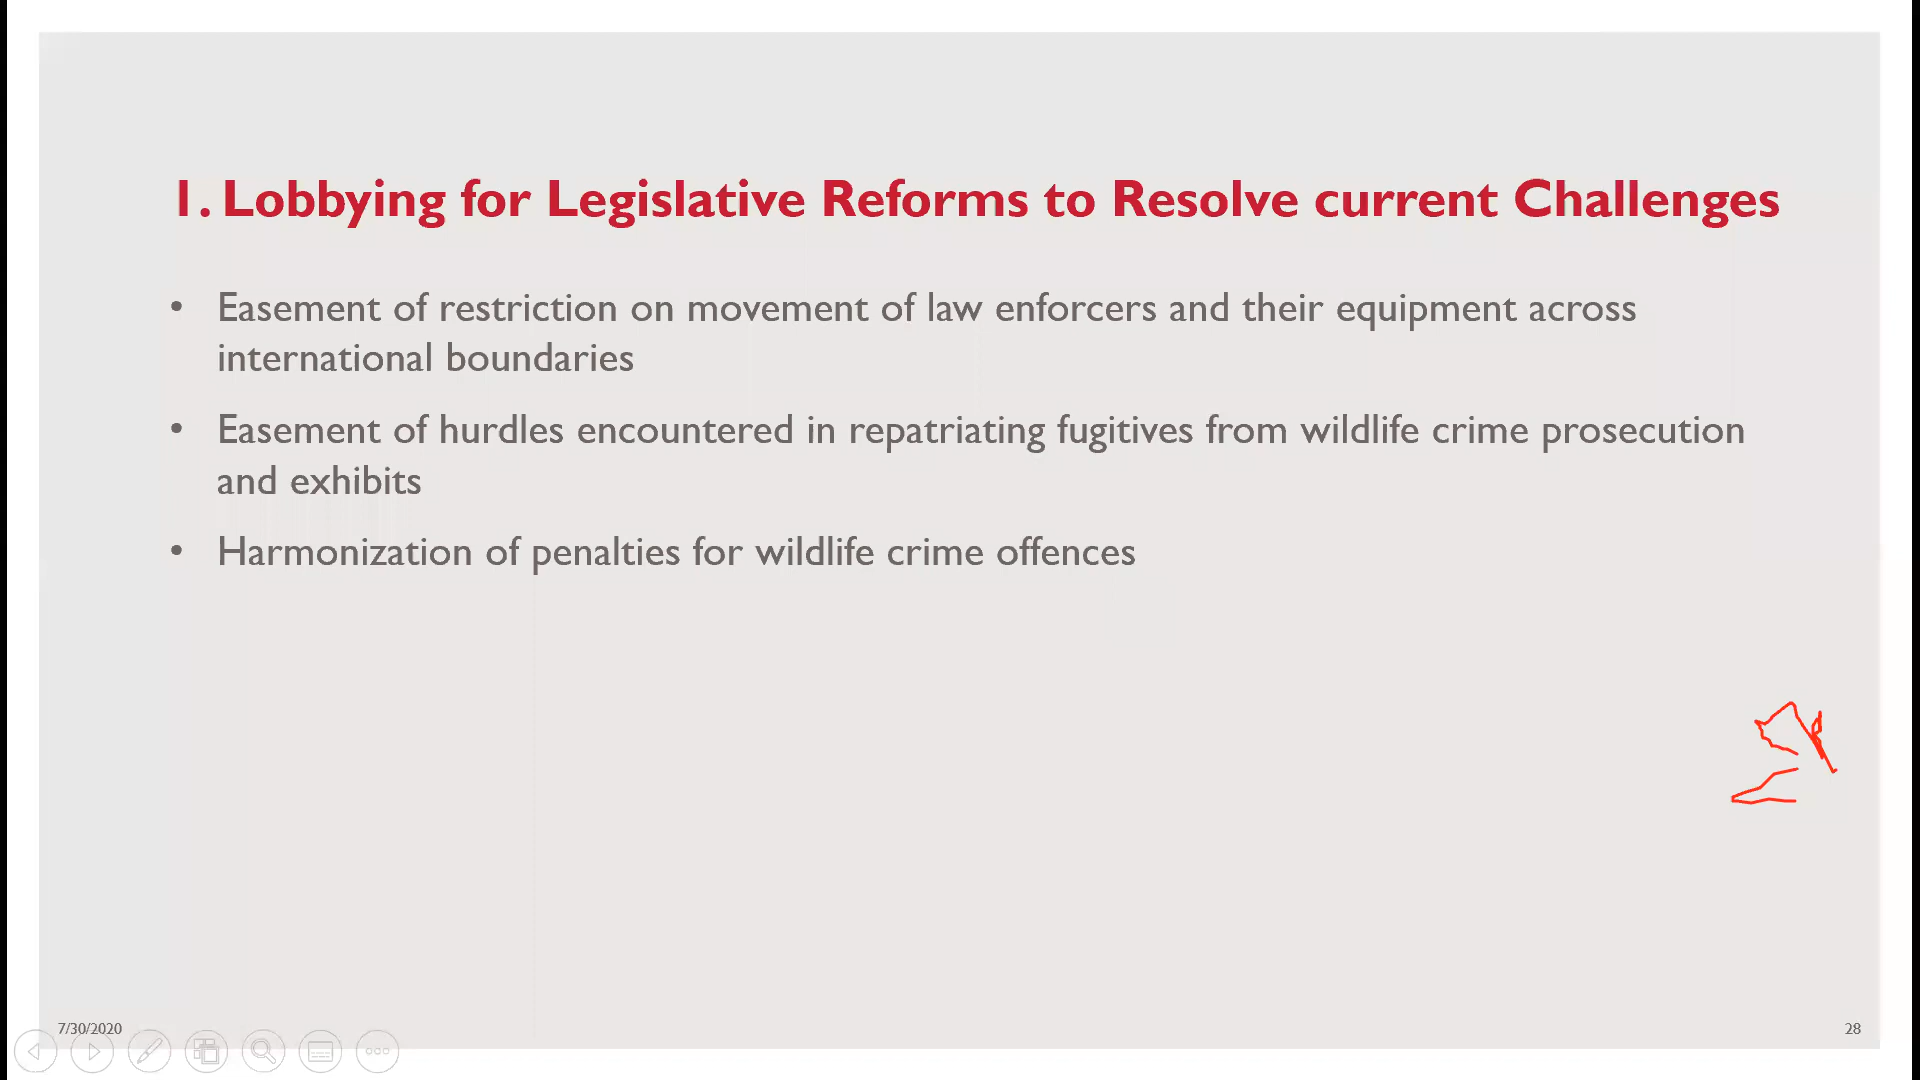 1. Lobbying for Legislative Reforms to Resolve current Challenges
• Easement of restriction on movement of law enforcers and their equipment across
international boundaries
• Easement of hurdles encountered in repatriating fugitives from wildlife crime prosecution
and exhibits
• Harmonization of penalties for wildlife crime offences
7/30/2020
28